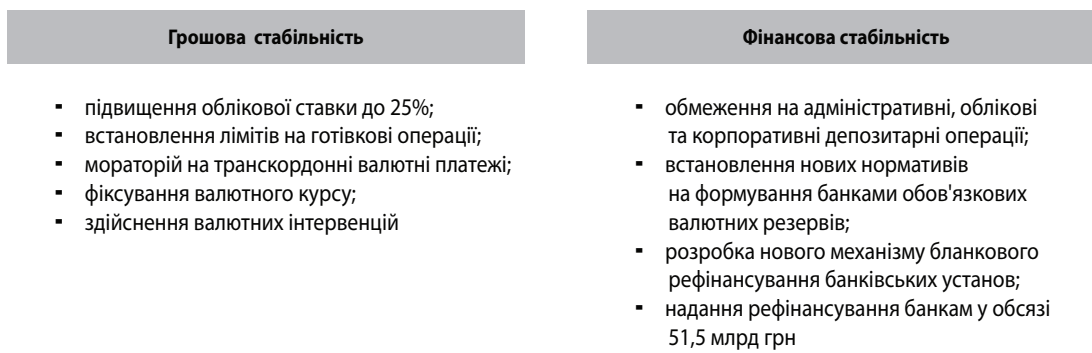 Грошова стабільність
- підвищення облікової ставки до 25%;
- встановлення лімітів на готівкові операції;
- мораторій на транскордонні валютні платежі;
- фіксування валютного курсу;
- здійснення валютних інтервенцій
Фінансова стабільність
- обмеження на адміністративні, облікові
та корпоративні депозитарні операції;
- встановлення нових нормативів
на формування банками обов'язкових
валютних резервів;
- розробка нового механізму бланкового
рефінансування банківських установ;
- надання рефінансування банкам у обсязі
51,5 млрд грн